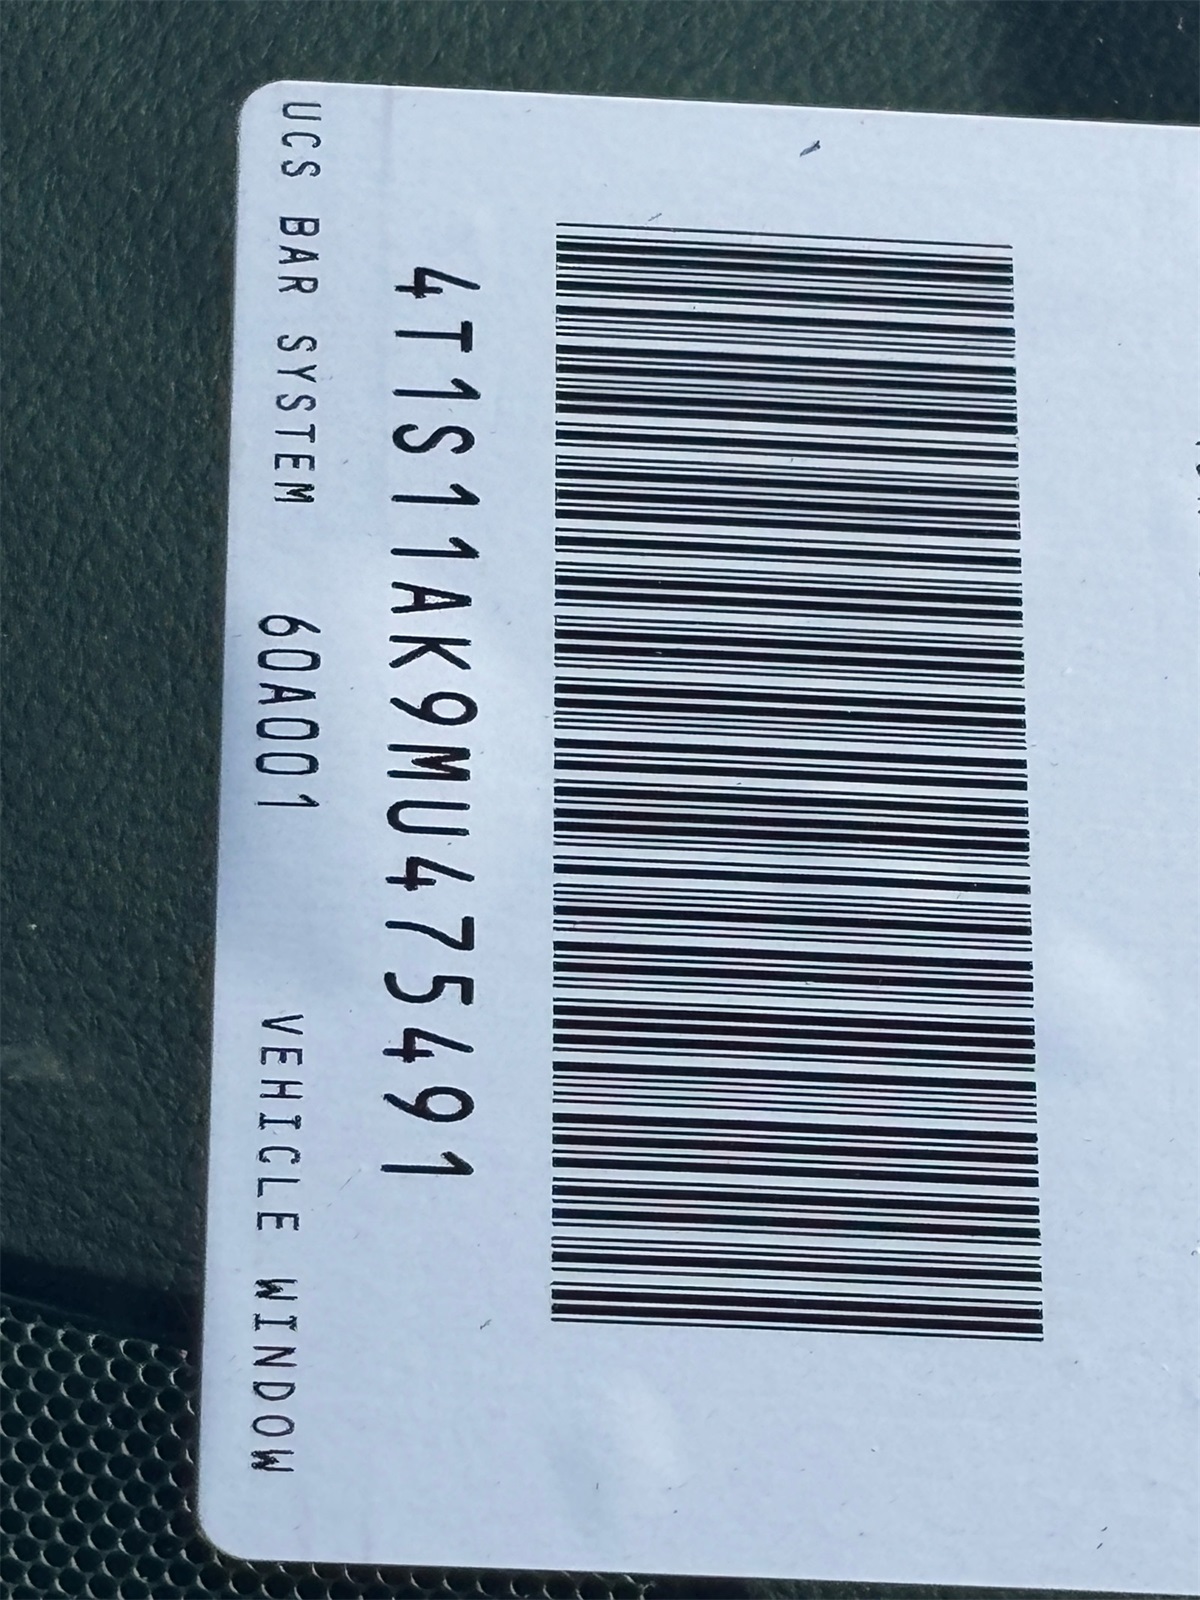 4T1S11AK9MU475491
UCS BAR SYSTEM 60A001 VEHICLE WINDOW